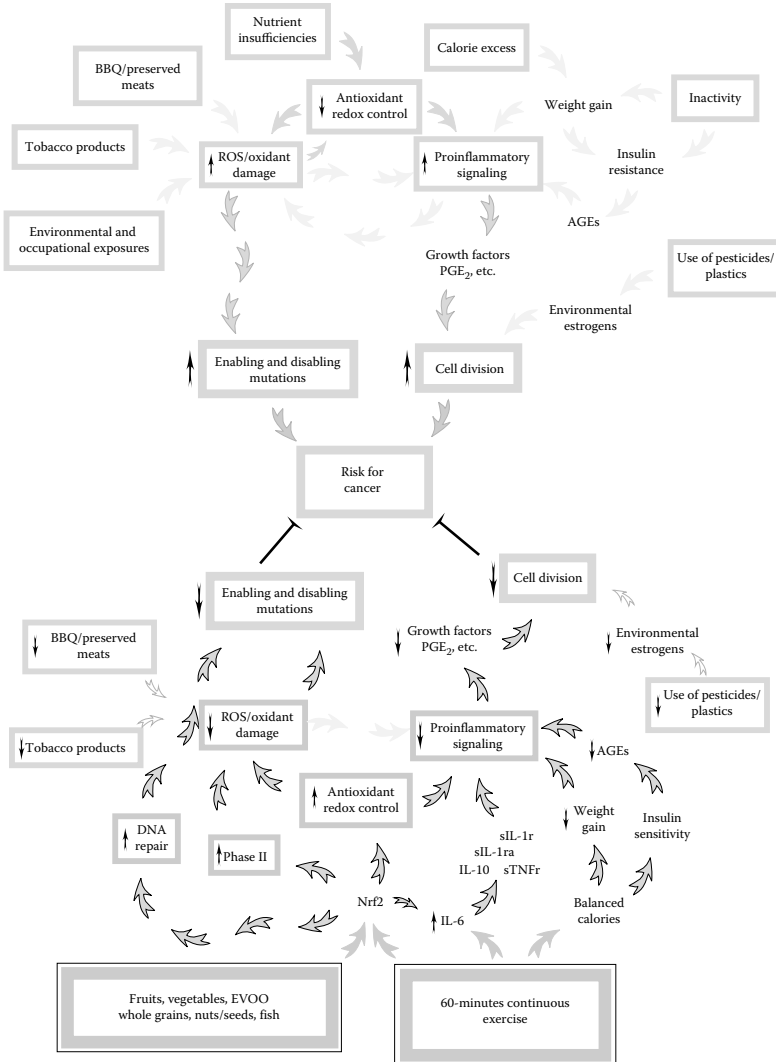 Nutrient
insufficiencies
Calorie excess
BBQ/preserved
meats
Antioxidant
redox control
Weight gain
Inactivity
Tobacco products
ROS/oxidant
damage
Proinflammatory
signaling
Insulin
resistance
Environmental and
occupational exposures
AGEs
Growth factors
PGE2, etc.
Use of pesticides/
plastics
Environmental
estrogens
Enabling and disabling
mutations
Cell division
Risk for
cancer
Enabling and disabling
mutations
Cell division
BBQ/preserved
meats
Growth factors
PGE2, etc.
Environmental
estrogens
Use of pesticides/
plastics
Tobacco products
ROS/oxidant
damage
Proinflammatory
signaling
AGEs
Antioxidant
redox control
DNA
repair
Phase II
Weight
gain
Insulin
sensitivity
sIL-1r
sIL-1ra
IL-10 sTNFr
Nrf2
IL-6
Balanced
calories
Fruits, vegetables, EVOO
whole grains, nuts/seeds, fish
60-minutes continuous
exercise